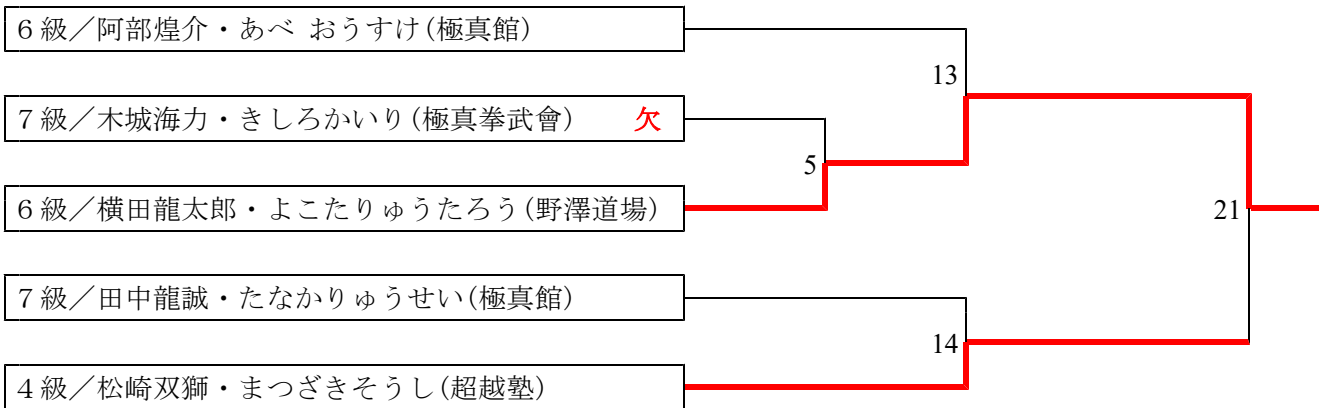 ６級／阿部煌介・あべ おうすけ(極真館)
13
７級／木城海力・きしろかいり(極真拳武會) 欠
5
６級／横田龍太郎・よこたりゅうたろう(野澤道場)
21
７級／田中龍誠・たなかりゅうせい(極真館)
14
４級／松崎双獅・まつざきそうし(超越塾)